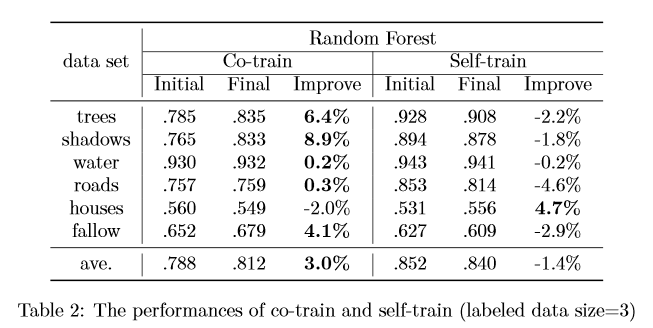 Random Forest
data set Co-train Self-train
Initial Final Improve Initial Final Improve
trees .785 .835 6.4% .928 .908 -2.2%
shadows .765 .833 8.9% .894 .878 -1.8%
water .930 .932 0.2% .943 .941 -0.2%
roads .757 .759 0.3% .853 .814 -4.6%
houses .560 .549 -2.0% .531 .556 4.7%
fallow .652 .679 4.1% .627 .609 -2.9%
ave. .788 .812 3.0% .852 .840 -1.4%
Table 2: The performances of co-train and self-train (labeled data size=3)